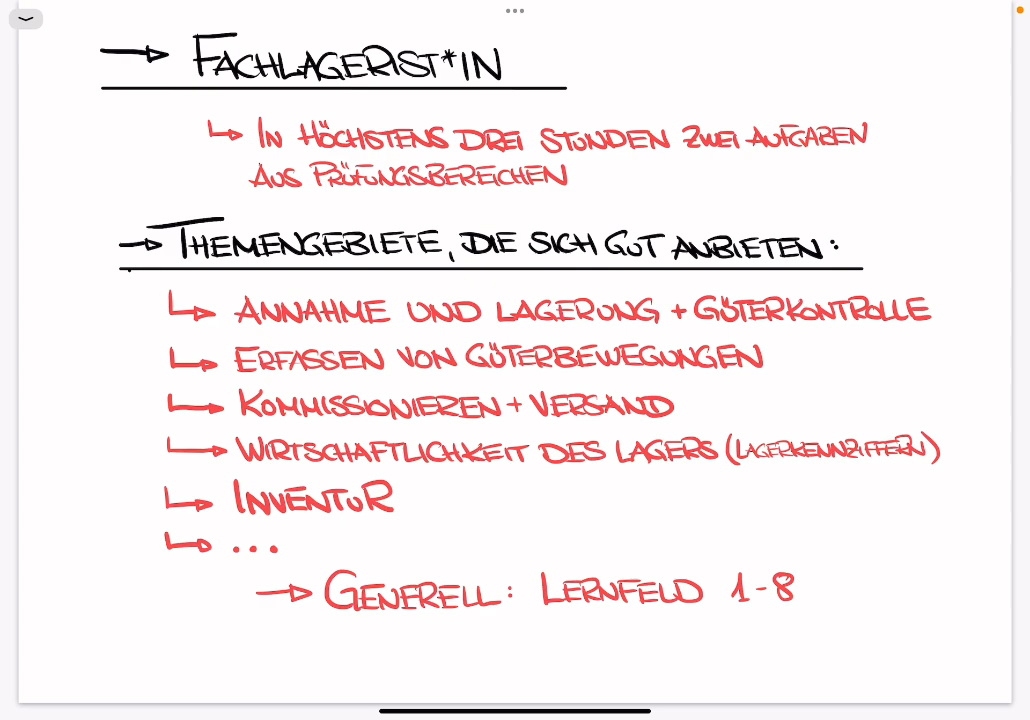 → FACHLAGERIST*IN
↳ IN HÖCHSTENS DREI STUNDEN ZWEI AUFGABEN
AUS PRÜFUNGSBEREICHEN
→ THEMENGEBIETE, DIE SICH GUT ANBIETEN:
↳ ANNAHME UND LAGERUNG + GÜTERKONTROLLE
↳ ERFASSEN VON GÜTERBEWEGUNGEN
↳ KOMMISSIONIEREN + VERSAND
↳ WIRTSCHAFTLICHKEIT DES LAGERS (LAGERKENNZIFFERN)
↳ INVENTUR
↳ ...
→ GENERELL: LERNFELD 1-8